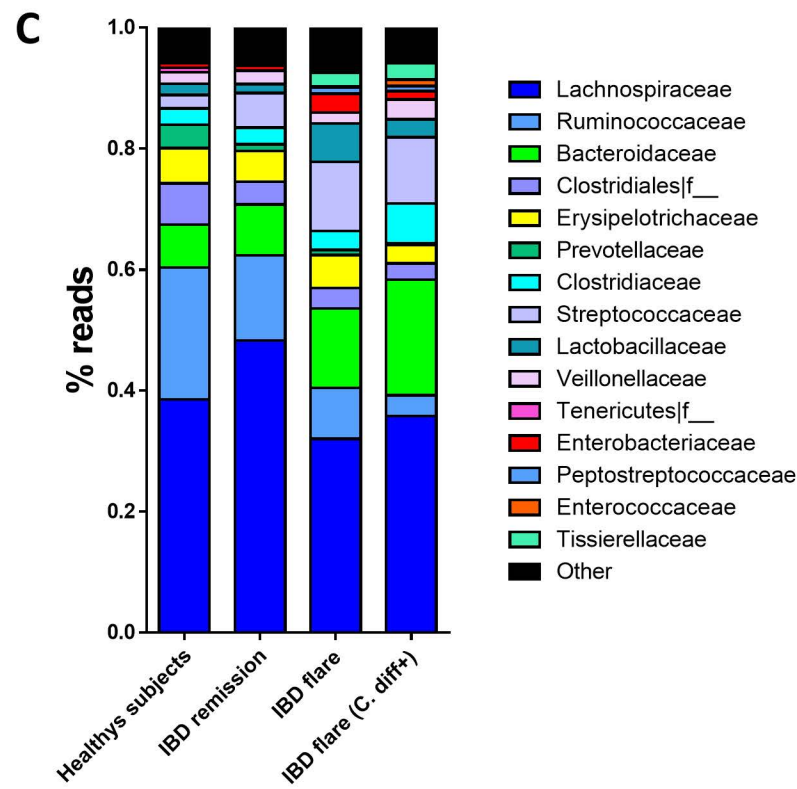 C
% reads
1.0
0.8
0.6
0.4
0.2
0.0
Healthys subjects
IBD remission
IBD flare
IBD flare (C. diff+)
Lachnospiraceae
Ruminococcaceae
Bacteroidaceae
Clostridiales|f__
Erysipelotrichaceae
Prevotellaceae
Clostridiaceae
Streptococcaceae
Lactobacillaceae
Veillonellaceae
Tenericutes|f__
Enterobacteriaceae
Peptostreptococcaceae
Enterococcaceae
Tissierellaceae
Other